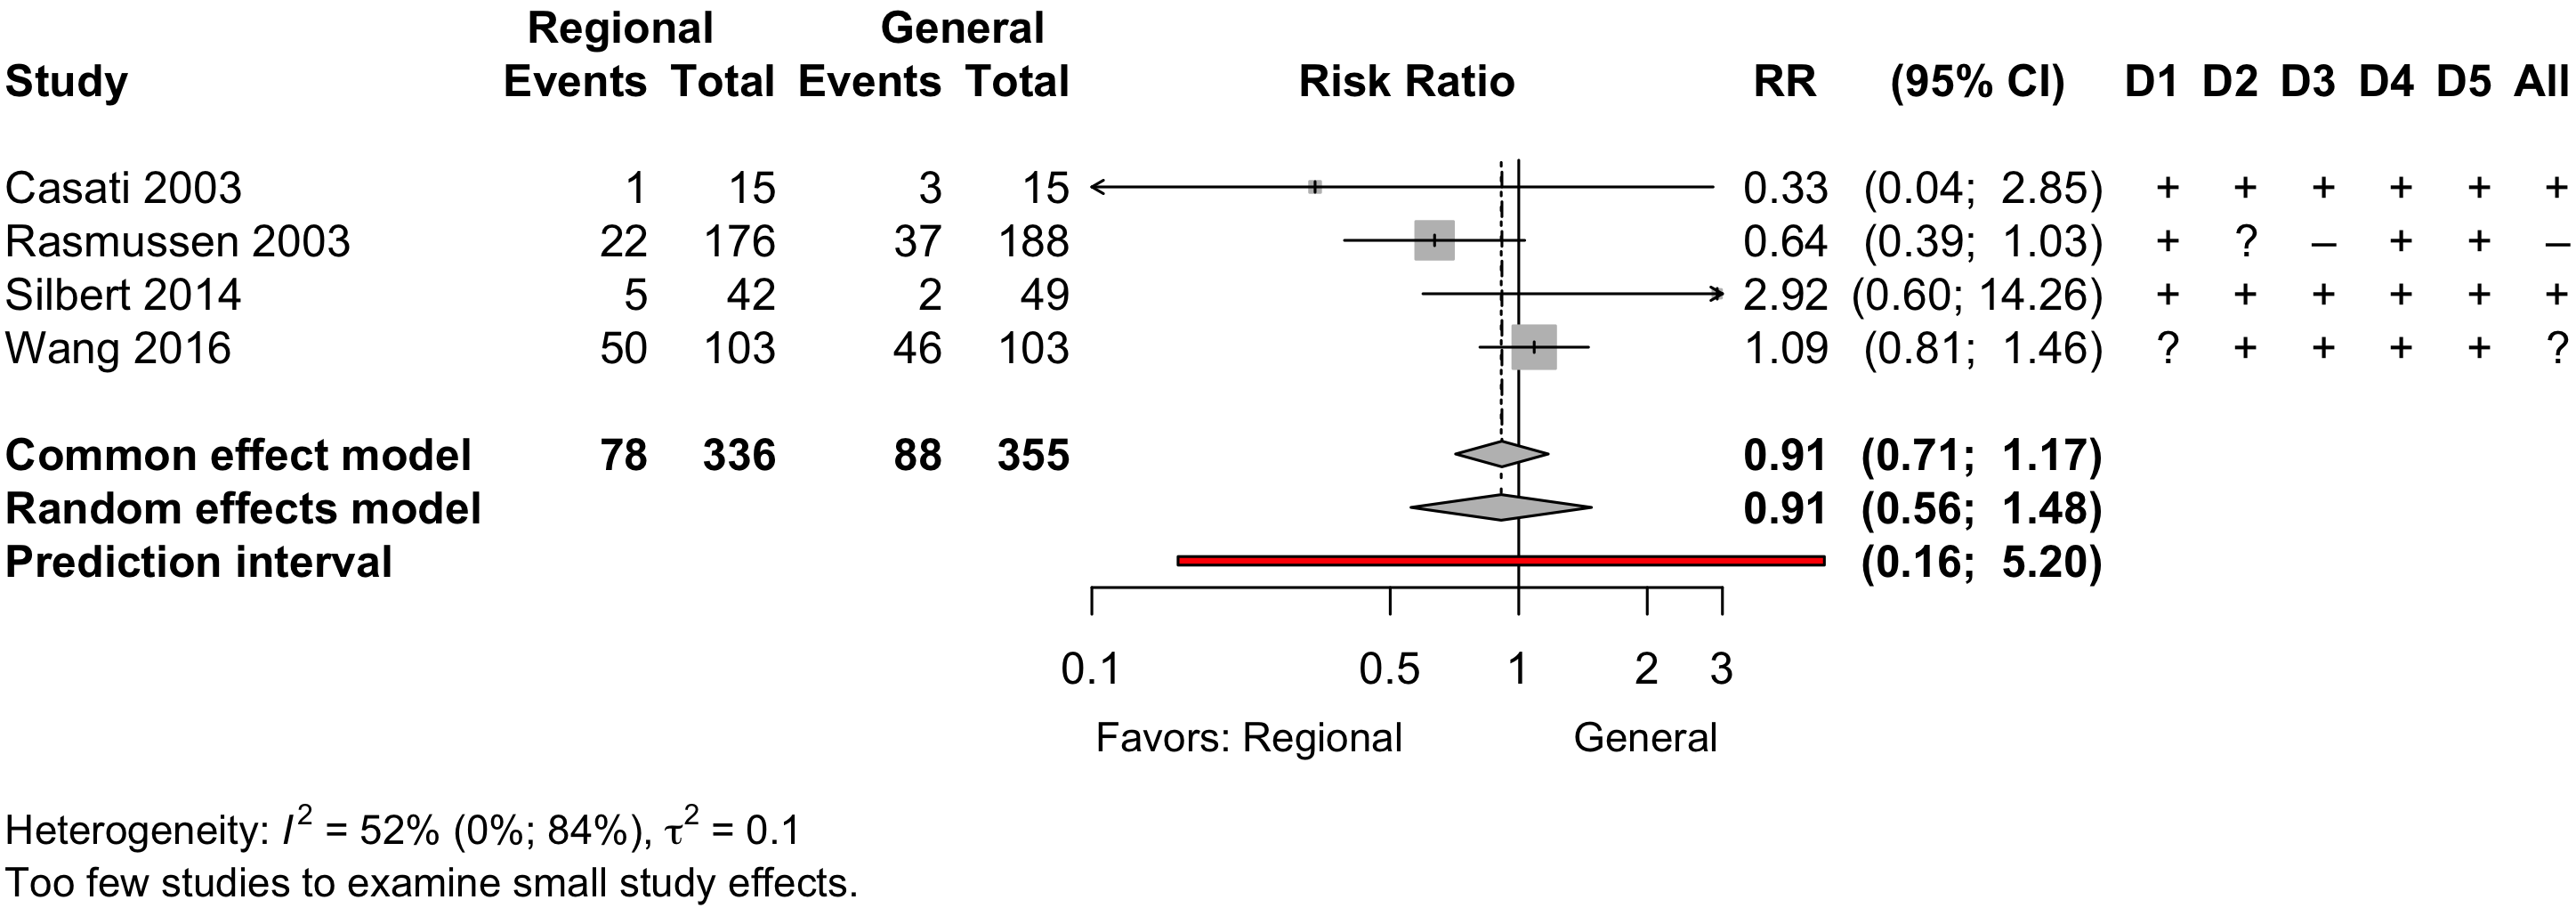 Regional General
Study Events Total Events Total Risk Ratio RR (95% CI) D1 D2 D3 D4 D5 All
Casati 2003 1 15 3 15 0.33 (0.04; 2.85) + + + + + +
Rasmussen 2003 22 176 37 188 0.64 (0.39; 1.03) + ? – + + –
Silbert 2014 5 42 2 49 2.92 (0.60; 14.26) + + + + + +
Wang 2016 50 103 46 103 1.09 (0.81; 1.46) ? + + + + ?
Common effect model 78 336 88 355 0.91 (0.71; 1.17)
Random effects model 0.91 (0.56; 1.48)
Prediction interval (0.16; 5.20)
0.1 0.5 1 2 3
Favors: Regional General
Heterogeneity: I² = 52% (0%; 84%), τ² = 0.1
Too few studies to examine small study effects.